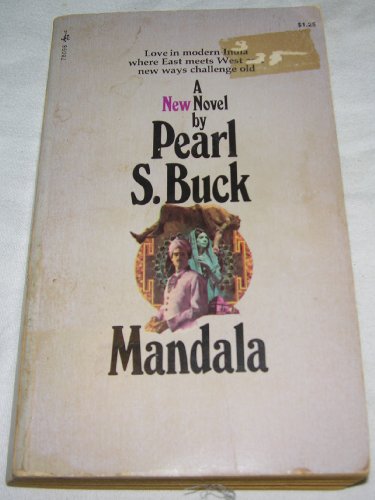 $1.25
Love in modern India
where East meets West
new ways challenge old
25
A
New Novel
by
Pearl
S. Buck
Mandala